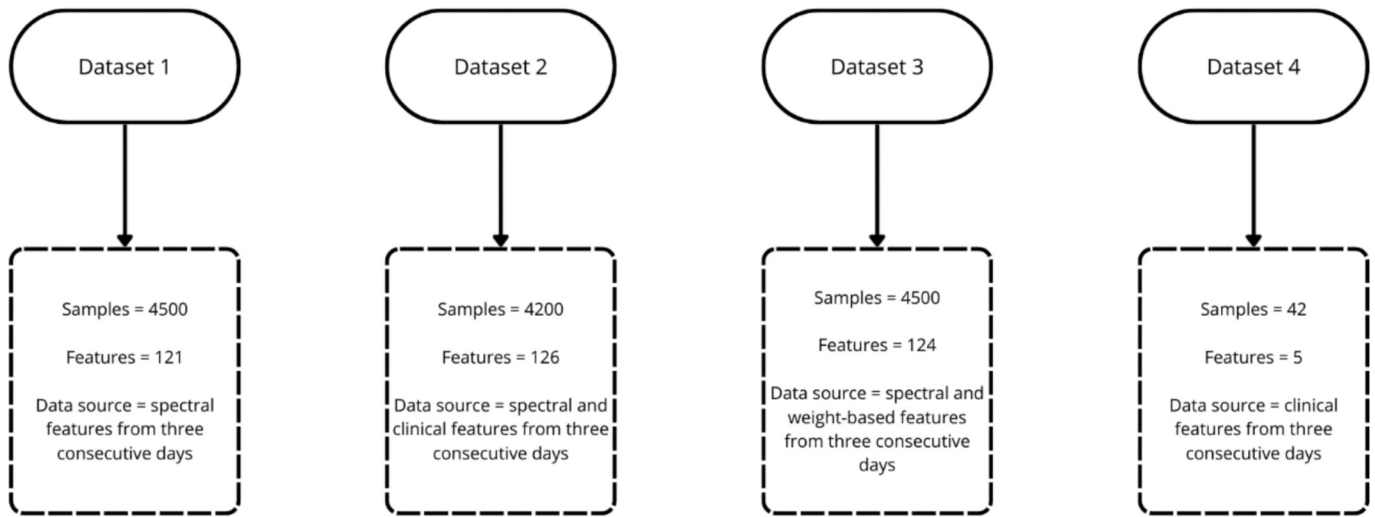 Dataset 1
Dataset 2
Dataset 3
Dataset 4
Samples = 4500
Features = 121
Data source = spectral
features from three
consecutive days
Samples = 4200
Features = 126
Data source = spectral and
clinical features from three
consecutive days
Samples = 4500
Features = 124
Data source = spectral and
weight-based features
from three consecutive
days
Samples = 42
Features = 5
Data source = clinical
features from three
consecutive days